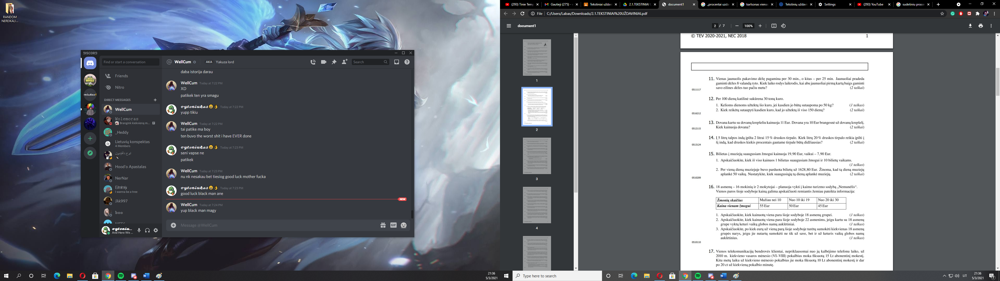 RANDOM
NEREIKALI...
DISCORD
Find or start a conversation
Friends
Nitro
DIRECT MESSAGES
WellCum
Wolemoras
Brangink kiekvieną m...
_Heddy
Lietuvių konspektas
4 Members
Hood'o Apastalas
NerNar
Emmy
I wanna be a tree
Jλk997
And Here We ...
WellCum
AKA Yakuza lord
Search
daba istorija darau
WellCum Today at 7:22 PM
XD
patikek ten yra smagu
vyteniukas😁👌 Today at 7:22 PM
yupp tikiu
WellCum Today at 7:22 PM
tai patike ma boy
ten buvo the worst shit i have EVER done
vyteniukas😁👌 Today at 7:23 PM
seni vapse ne
patikek
WellCum Today at 7:23 PM
nu nk nesakau bet tiesiog good luck mother fucka
vyteniukas😁👌 Today at 7:23 PM
good luck black man ane
NEW
WellCum Today at 7:24 PM
yup black man magy
Message @WellCum
GIF
21:36
5/3/2021
(293) Tinie Temp
Gautieji (275) - v
Tekstiniai uždavi
2.1.TEKSTINIAI U
document1
„procentai uzda
karlsonas viena
Tekstinių uždavi
Settings
(293) YouTube
sudetiniu proce
File C:/Users/Labas/Downloads/2.1.TEKSTINIAI%20UŽDAVINIAI.pdf
document1
2 / 7
100%
1
2
3
4
© TEV 2020-2021, NEC 2018 1
11. Vienas jaunuolis pakavimo dėžę pagamina per 30 min., o kitas – per 25 min. Jaunuoliai pradeda
gaminti dėžes 8 valandą ryto. Kiek laiko rodys laikrodis, kai abu jaunuoliai pirmą kartą baigs gaminti
savo eilines dėžes tuo pačiu metu? (2 taškai)
0511117
12. Per 100 dienų katilinė sukūrena 30 tonų kuro.
1. Kelioms dienoms užtektų šio kuro, jei kasdien jo būtų sutaupoma po 50 kg? (1 taškas)
2. Kiek reikėtų sutaupyti kasdien kuro, kad jo užtektų iš viso 150 dienų? (2 taškai)
0516212
13. Dovana kartu su dovanų krepšeliu kainuoja 11 Eur. Dovana yra 10 Eur brangesnė už dovanų krepšelį.
Kiek kainuoja dovana? (2 taškai)
0512115
14. Į 5 litrų talpos indą įpilta 2 litrai 15 % druskos tirpalo. Kiek litrų 20 % druskos tirpalo reikia įpilti į
šį indą, kad druskos kiekis procentais gautame tirpale būtų didžiausias? (2 taškai)
0513124
15. Bilietas į muziejų suaugusiam žmogui kainuoja 19,90 Eur, vaikui – 7,90 Eur.
1. Apskaičiuokite, kiek iš viso kainuos 1 bilietas suaugusiam žmogui ir 10 bilietų vaikams.
(1 taškas)
2. Per vieną dieną muziejuje buvo parduota bilietų už 1628,80 Eur. Žinoma, kad tą dieną muziejų
aplankė 50 vaikų. Nustatykite, kiek suaugusiųjų tą dieną aplankė muziejų. (2 taškai)
0510209
16. 18 asmenų – 16 mokinių ir 2 mokytojai – planuoja vykti į kaimo turizmo sodybą „Nemunėlis“.
Vienos paros šioje sodyboje kainą galima apskaičiuoti remiantis žemiau pateikta informacija:
Žmonių skaičius Mažiau nei 10 Nuo 10 iki 19 Nuo 20 iki 30
Kaina vienam žmogui 55 Eur 50 Eur 45 Eur
1. Apskaičiuokite, kiek kainuotų viena para šioje sodyboje 18 asmenų grupei. (1 taškas)
2. Apskaičiuokite, kiek kainuotų viena para šioje sodyboje 22 asmenims, jeigu kartu su 18 asmenų
grupe vyktų keturi vaikų globos namų auklėtiniai. (1 taškas)
3. Apskaičiuokite, po kiek eurų už vieną parą šioje sodyboje turėtų sumokėti kiekvienas 18 asmenų
grupės narys, jeigu jie nutartų sumokėti ne tik už save, bet ir už keturis vaikų globos namų
auklėtinius. (1 taškas)
0510110
17. Vienos telekomunikacijų bendrovės klientai, nepriklausomai nuo jų kalbėjimo telefonu laiko, už
2010 m. kiekvieno vasaros mėnesio (VI–VIII) pokalbius moka fiksuotą 15 Lt abonentinį mokestį.
Kitu metų laiku už kiekvieno mėnesio pokalbius jie moka fiksuotą 10 Lt abonentinį mokestį ir dar
po 20 ct už kiekvieną pokalbio minutę.
Type here to search
LIT
21:36
5/3/2021